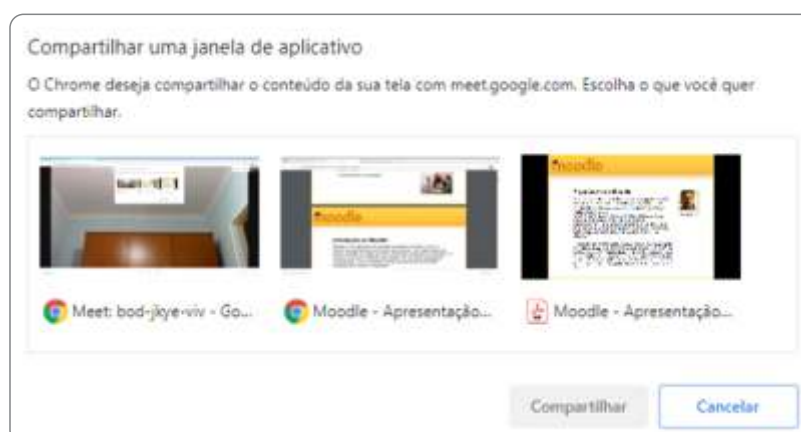 Compartilhar uma janela de aplicativo
O Chrome deseja compartilhar o conteúdo da sua tela com meet.google.com. Escolha o que você quer
compartilhar.
moodle
moodle
Meet: bod-jkye-viv - Go...
Moodle - Apresentação...
Moodle - Apresentação...
Compartilhar
Cancelar